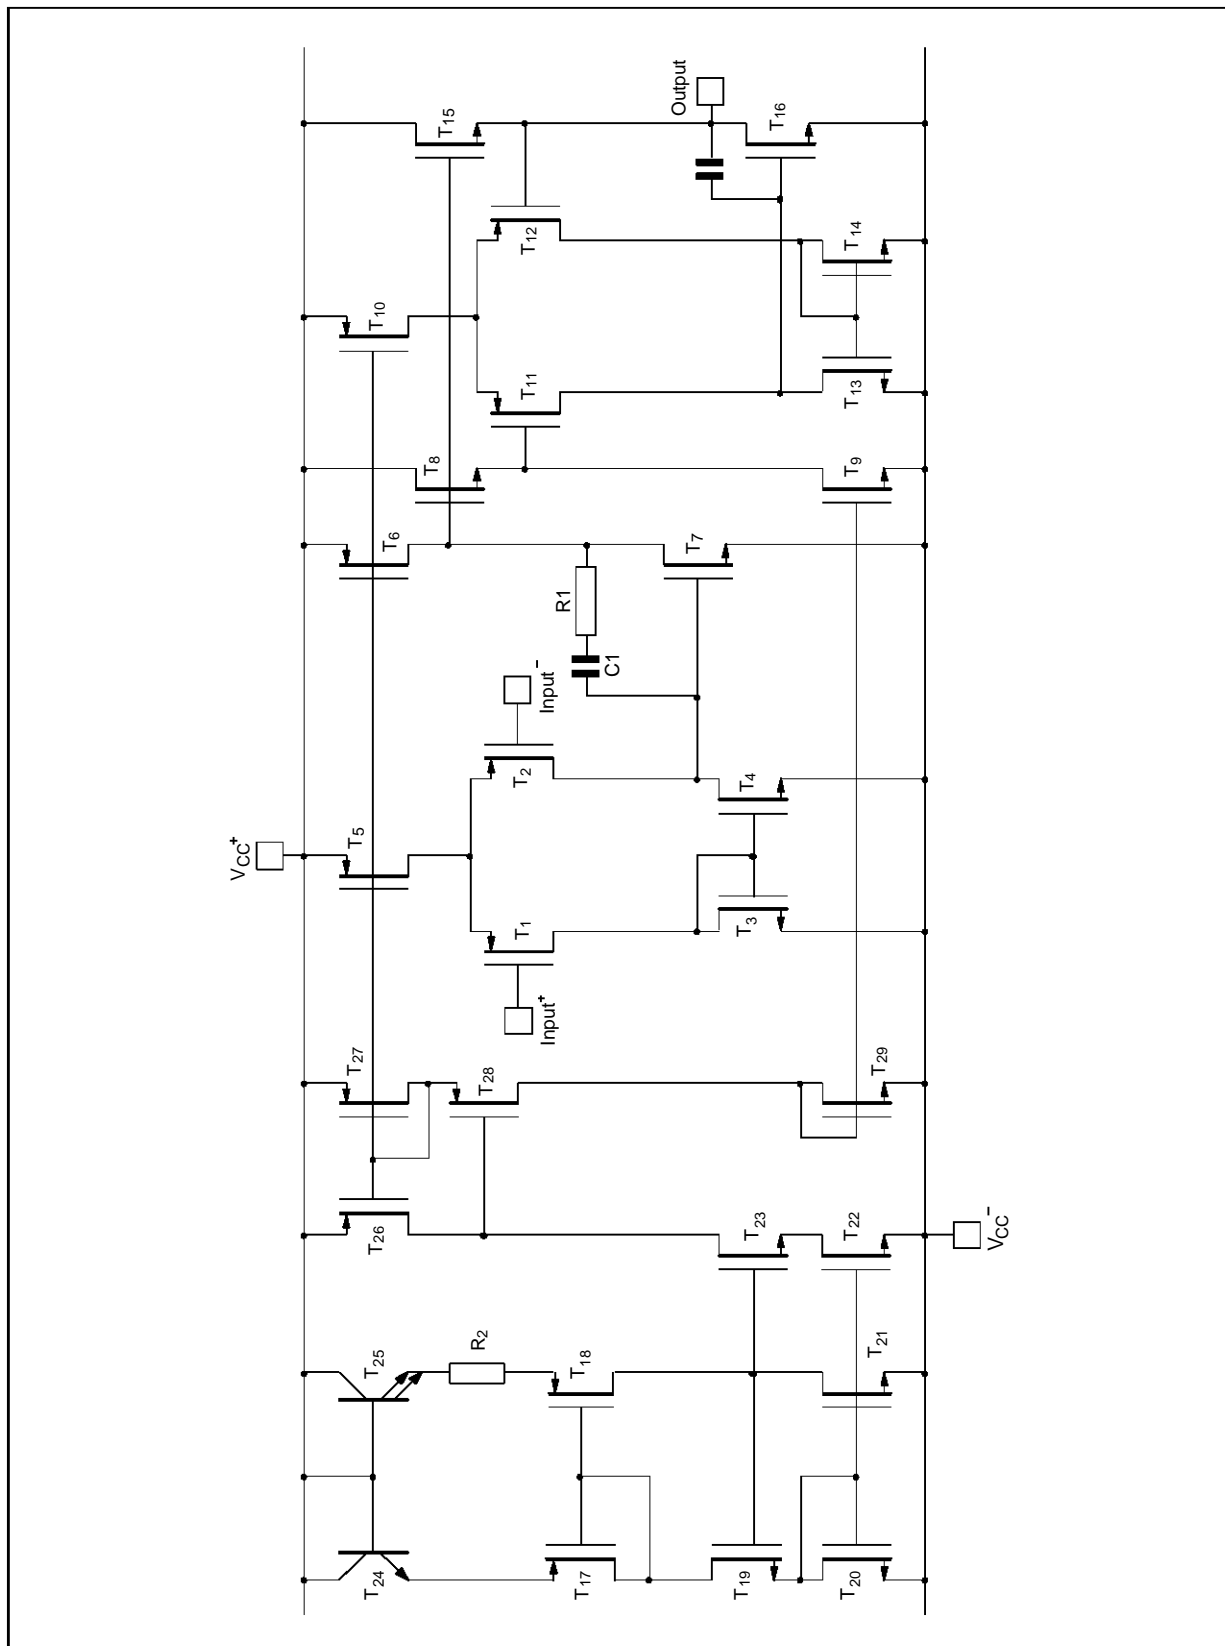 T24
T25
R2
T17
T18
T19
T20
T21
T26
T27
T28
T23
T22
T29
VCC-
VCC+
T5
Input+
T1
T2
Input-
T3
T4
C1
R1
T6
T7
T8
T9
T10
T11
T12
T13
T14
T15
Output
T16